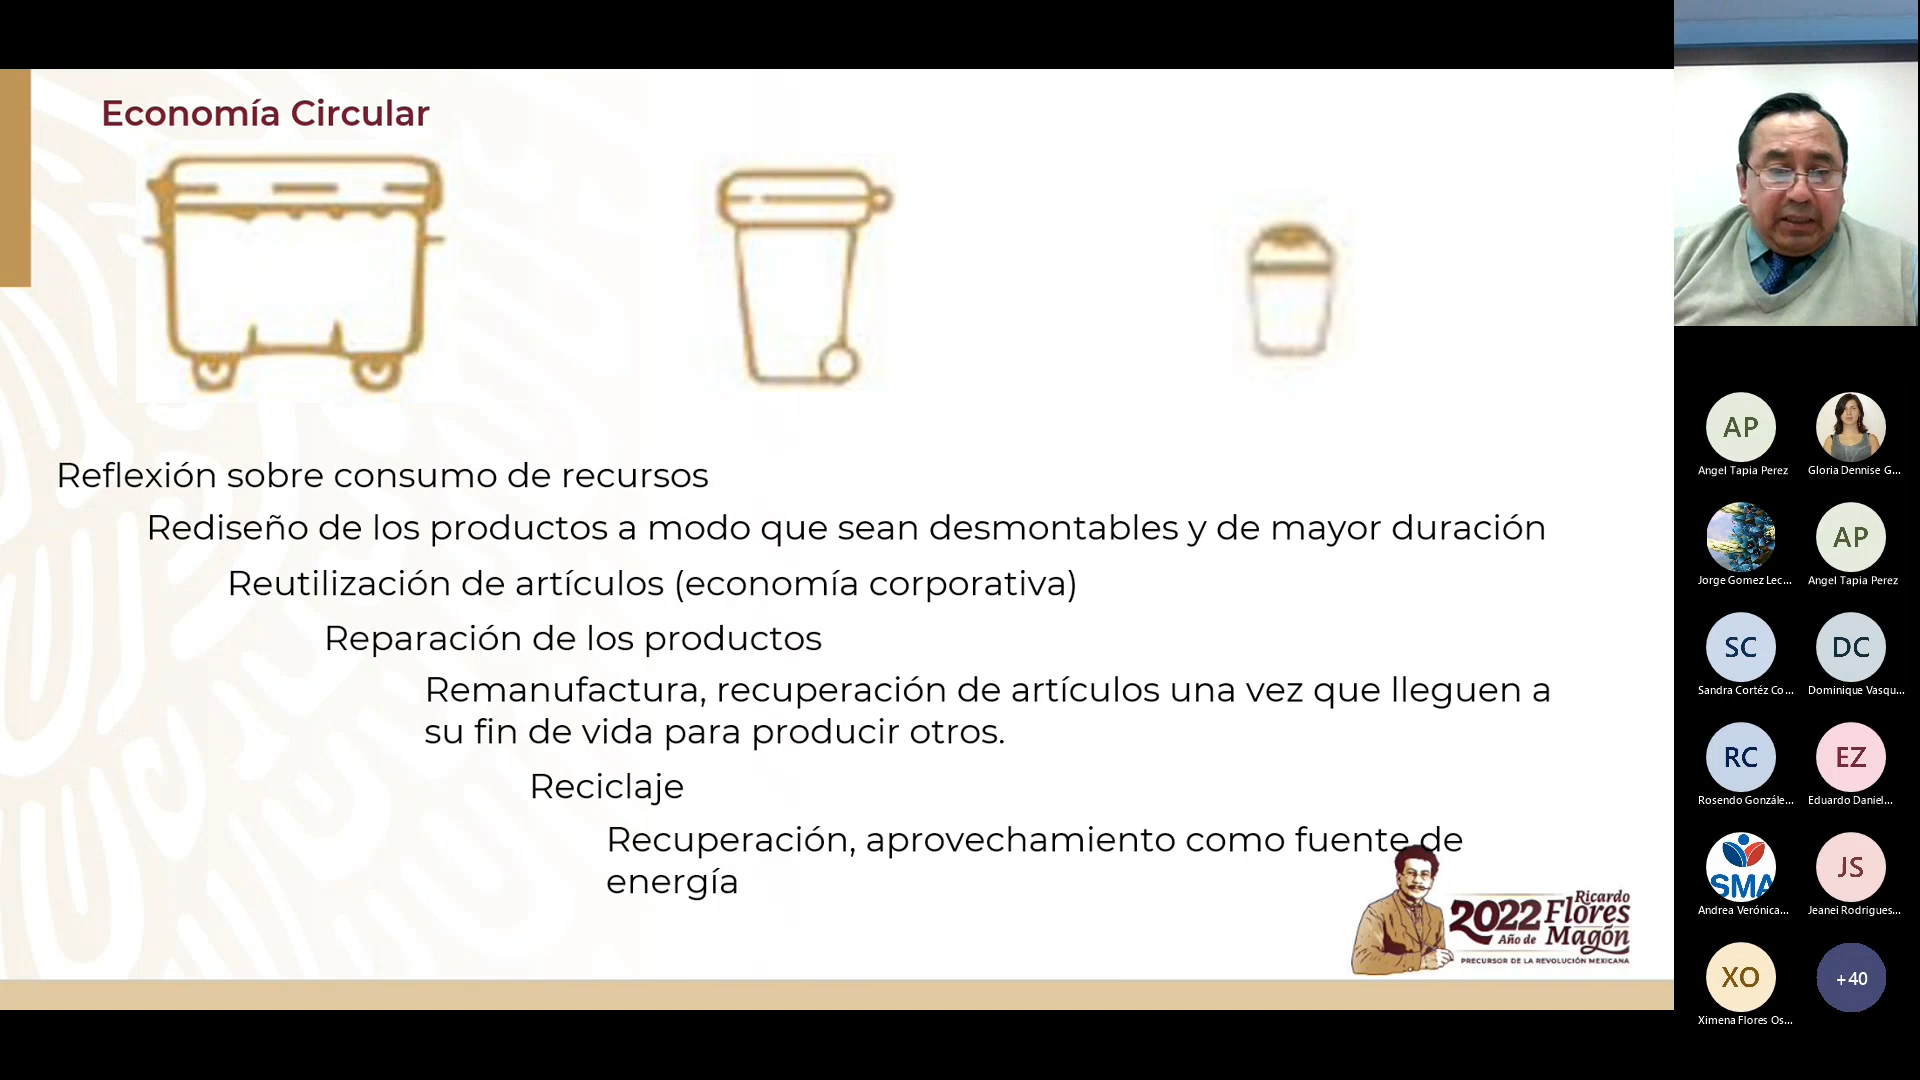 Economía Circular
Reflexión sobre consumo de recursos
Rediseño de los productos a modo que sean desmontables y de mayor duración
Reutilización de artículos (economía corporativa)
Reparación de los productos
Remanufactura, recuperación de artículos una vez que lleguen a
su fin de vida para producir otros.
Reciclaje
Recuperación, aprovechamiento como fuente de
energía
2022 Ricardo
Año de Flores
Magón
PRECURSOR DE LA REVOLUCIÓN MEXICANA
AP
Angel Tapia Perez
Gloria Dennise G...
Jorge Gomez Lec...
AP
Angel Tapia Perez
SC
Sandra Cortéz Co...
DC
Dominique Vasqu...
RC
Rosendo Gonzále...
EZ
Eduardo Daniel...
SMA
Andrea Verónica...
JS
Jeanei Rodrigues...
XO
Ximena Flores Os...
+40